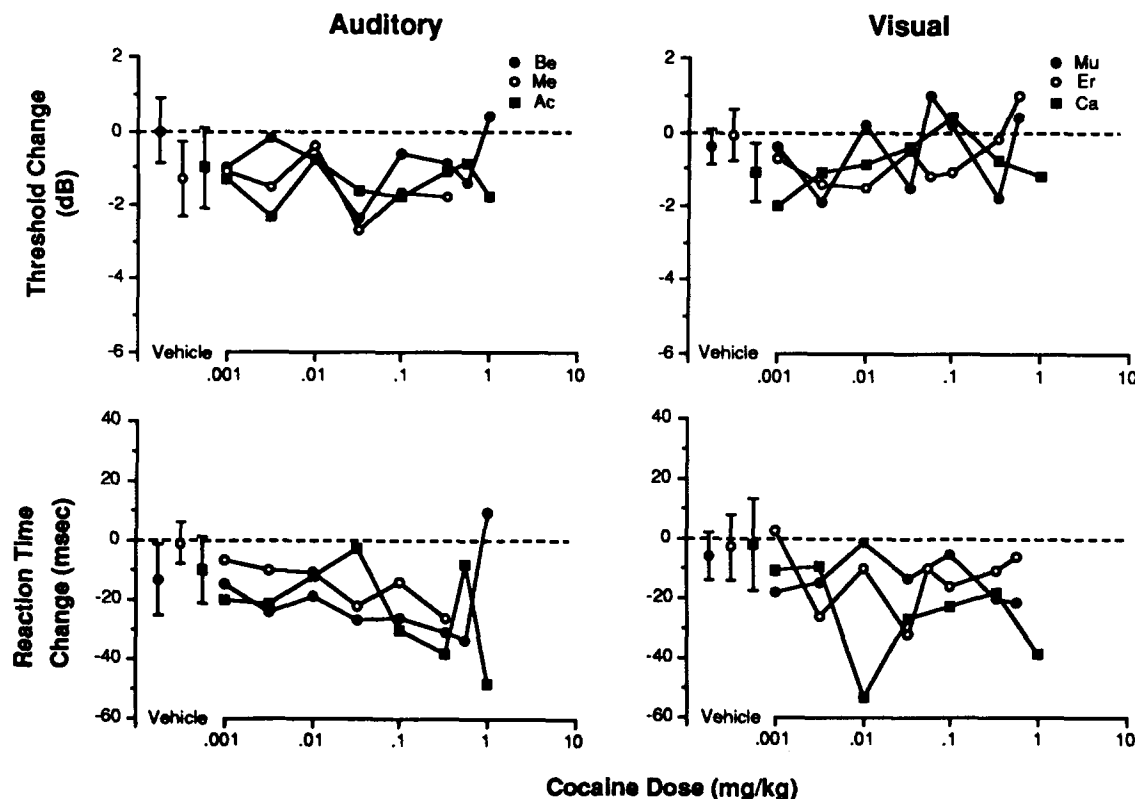 Auditory
Visual
Threshold Change
(dB)
2
0
-2
-4
-6
Be
Me
Ac
Vehicle
.001
.01
.1
1
10
2
0
-2
-4
-6
Mu
Er
Ca
Vehicle
.001
.01
.1
1
10
Reaction Time
Change (msec)
40
20
0
-20
-40
-60
Vehicle
.001
.01
.1
1
10
40
20
0
-20
-40
-60
Vehicle
.001
.01
.1
1
10
Cocaine Dose (mg/kg)